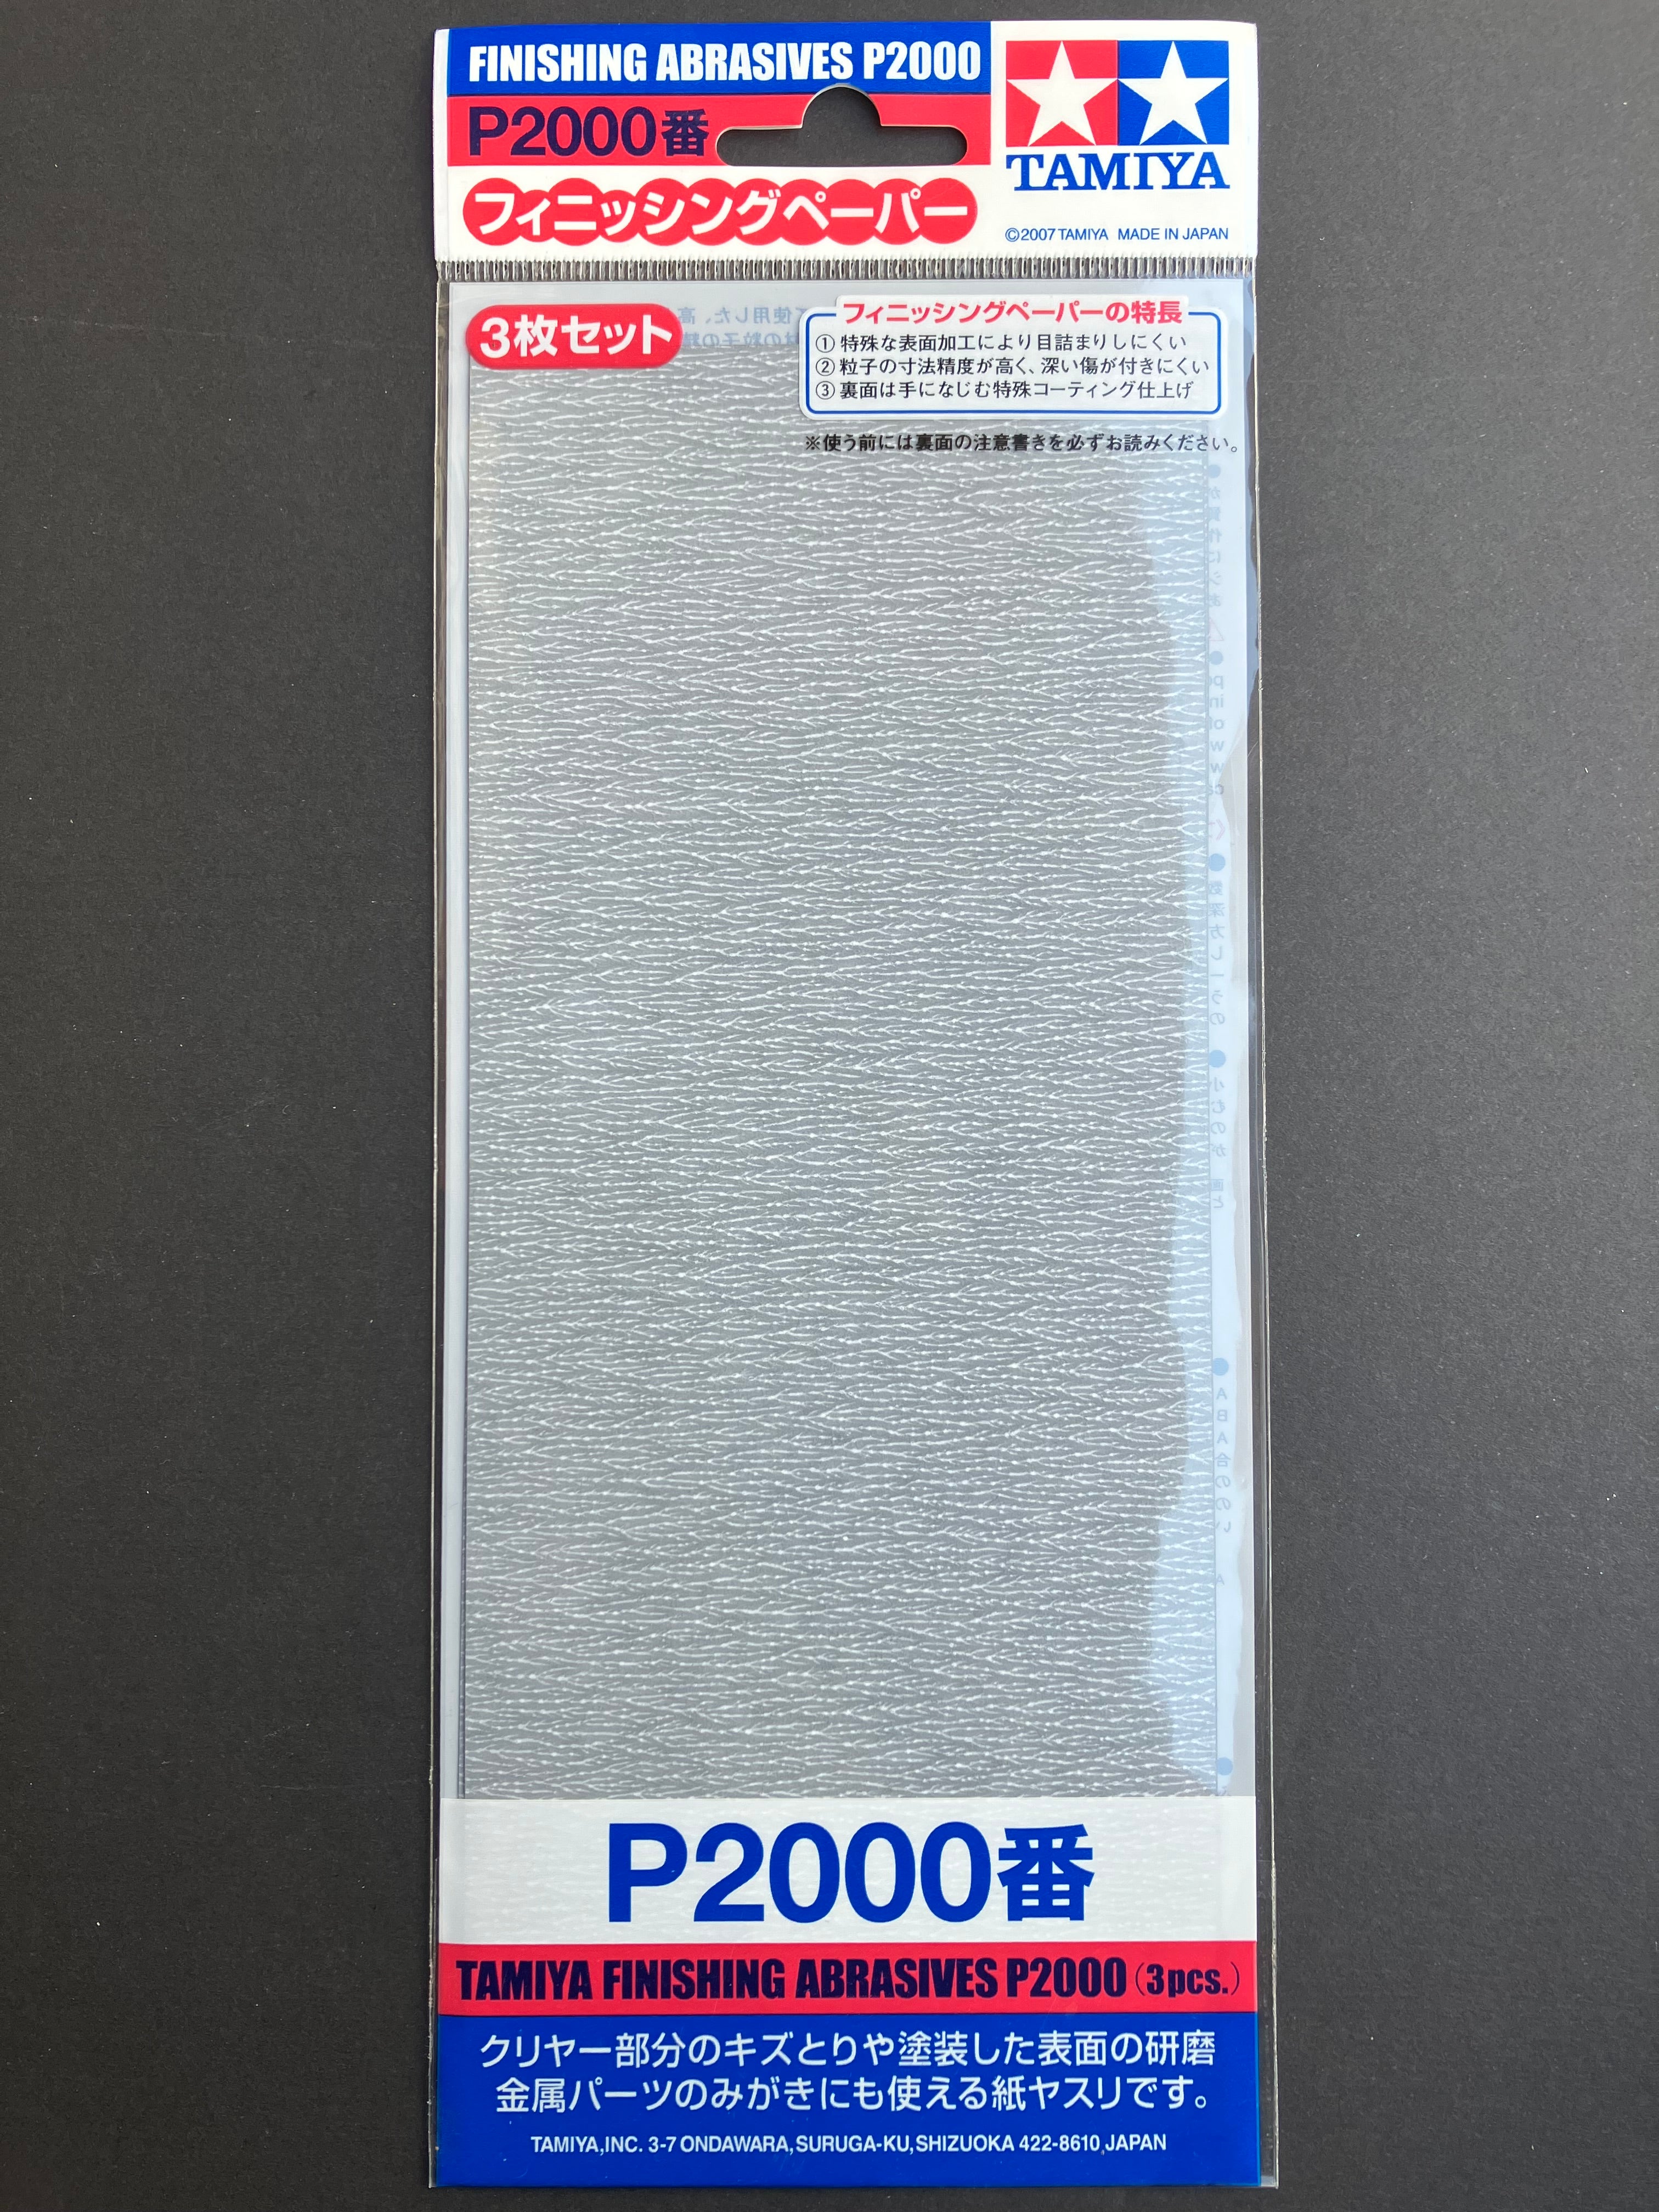 FINISHING ABRASIVES P2000
P2000番
フィニッシングペーパー
TAMIYA
©2007 TAMIYA MADE IN JAPAN
3枚セット
フィニッシングペーパーの特長
① 特殊な表面加工により目詰まりしにくい
② 粒子の寸法精度が高く、深い傷が付きにくい
③ 裏面は手になじむ特殊コーティング仕上げ
※使う前には裏面の注意書きを必ずお読みください。
P2000番
TAMIYA FINISHING ABRASIVES P2000 (3pcs.)
クリヤー部分のキズとりや塗装した表面の研磨
金属パーツのみがきにも使える紙ヤスリです。
TAMIYA,INC. 3-7 ONDAWARA, SURUGA-KU, SHIZUOKA 422-8610, JAPAN